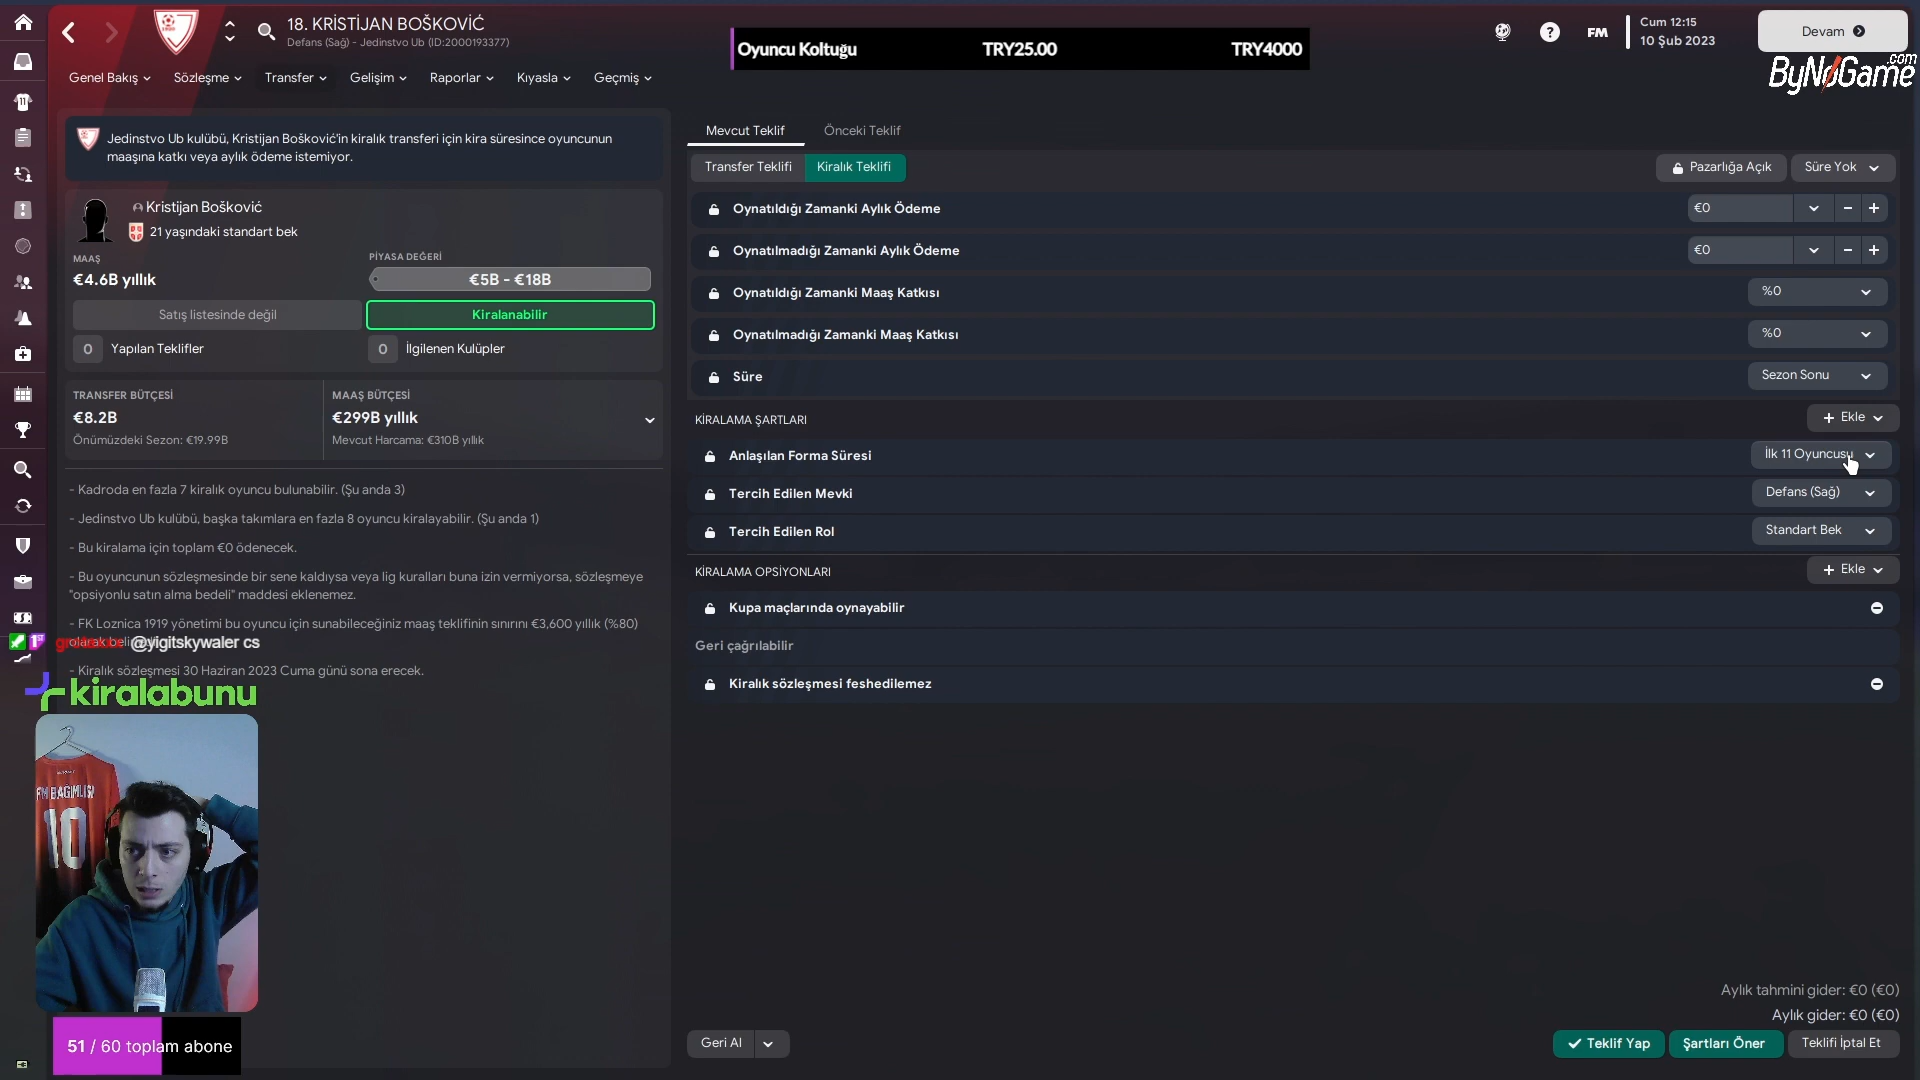 18. KRİSTİJAN BOŠKOVİĆ
Defans (Sağ) - Jedinstvo Ub (ID:2000193377)
Oyuncu Koltuğu TRY25.00 TRY4000
FM
Cum 12:15
10 Şub 2023
Devam
ByNoGame.com
Genel Bakış
Sözleşme
Transfer
Gelişim
Raporlar
Kıyasla
Geçmiş
Jedinstvo Ub kulübü, Kristijan Bošković'in kiralık transferi için kira süresince oyuncunun
maaşına katkı veya aylık ödeme istemiyor.
Kristijan Bošković
21 yaşındaki standart bek
MAAŞ
€4.6B yıllık
PİYASA DEĞERİ
€5B - €18B
Satış listesinde değil
Kiralanabilir
0 Yapılan Teklifler
0 İlgilenen Kulüpler
TRANSFER BÜTÇESİ
€8.2B
Önümüzdeki Sezon: €19.99B
MAAŞ BÜTÇESİ
€299B yıllık
Mevcut Harcama: €310B yıllık
- Kadroda en fazla 7 kiralık oyuncu bulunabilir. (Şu anda 3)
- Jedinstvo Ub kulübü, başka takımlara en fazla 8 oyuncu kiralayabilir. (Şu anda 1)
- Bu kiralama için toplam €0 ödenecek.
- Bu oyuncunun sözleşmesinde bir sene kaldıysa veya lig kuralları buna izin vermiyorsa, sözleşmeye
"opsiyonlu satın alma bedeli" maddesi eklenemez.
- FK Loznica 1919 yönetimi bu oyuncu için sunabileceğiniz maaş teklifinin sınırını €3,600 yıllık (%80)
@yigitskywaler cs
- Kiralık sözleşmesi 30 Haziran 2023 Cuma günü sona erecek.
kiralabunu
FM BAĞIMLISI
10
51 / 60 toplam abone
Mevcut Teklif
Önceki Teklif
Transfer Teklifi
Kiralık Teklifi
Pazarlığa Açık
Süre Yok
Oynatıldığı Zamanki Aylık Ödeme €0
Oynatılmadığı Zamanki Aylık Ödeme €0
Oynatıldığı Zamanki Maaş Katkısı %0
Oynatılmadığı Zamanki Maaş Katkısı %0
Süre Sezon Sonu
KİRALAMA ŞARTLARI + Ekle
Anlaşılan Forma Süresi İlk 11 Oyuncusu
Tercih Edilen Mevki Defans (Sağ)
Tercih Edilen Rol Standart Bek
KİRALAMA OPSİYONLARI + Ekle
Kupa maçlarında oynayabilir
Geri çağrılabilir
Kiralık sözleşmesi feshedilemez
Aylık tahmini gider: €0 (€0)
Aylık gider: €0 (€0)
Geri Al
Teklif Yap
Şartları Öner
Teklifi İptal Et